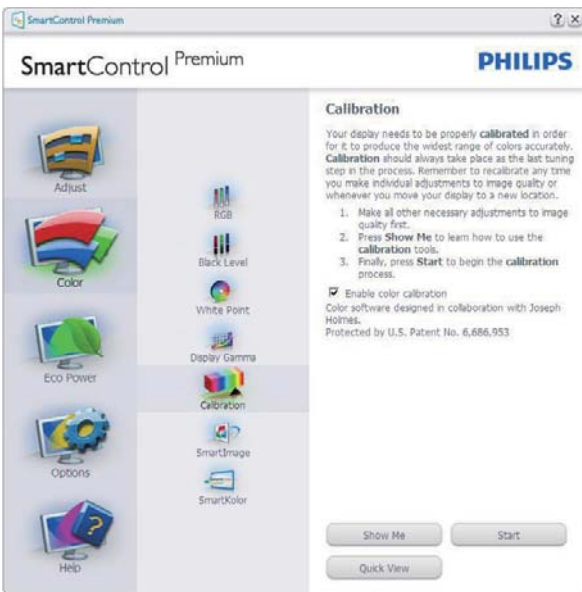 SmartControl Premium
SmartControl Premium
PHILIPS
Adjust
Color
Eco Power
Options
Help
RGB
Black Level
White Point
Display Gamma
Calibration
SmartImage
SmartKolor
Calibration
Your display needs to be properly calibrated in order
for it to produce the widest range of colors accurately.
Calibration should always take place as the last tuning
step in the process. Remember to recalibrate any time
you make individual adjustments to image quality or
whenever you move your display to a new location.
1. Make all other necessary adjustments to image
quality first.
2. Press Show Me to learn how to use the
calibration tools.
3. Finally, press Start to begin the calibration
process.
Enable color calibration
Color software designed in collaboration with Joseph
Holmes.
Protected by U.S. Patent No. 6,686,953
Show Me
Start
Quick View